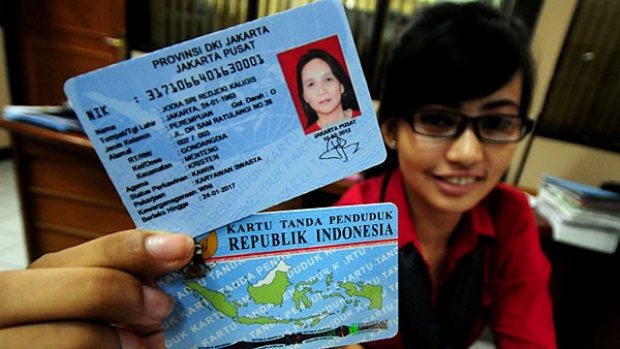 PROVINSI DKI JAKARTA
JAKARTA PUSAT
NIK : 3171066401630001
Nama : JODIA SRI REDJEKI KALIGIS
Tempat/Tgl Lahir : JAKARTA, 24-01-1963
Jenis Kelamin : PEREMPUAN Gol. Darah : O
Alamat : JL DR SAM RATULANGI NO.26
RT/RW : 002 / 003
Kel/Desa : GONDANGDIA
Kecamatan : MENTENG
Agama : KRISTEN
Status Perkawinan : KAWIN
Pekerjaan : KARYAWAN SWASTA
Kewarganegaraan : WNI
Berlaku Hingga : 24-01-2017
JAKARTA PUSAT
2012
KARTU TANDA PENDUDUK
REPUBLIK INDONESIA